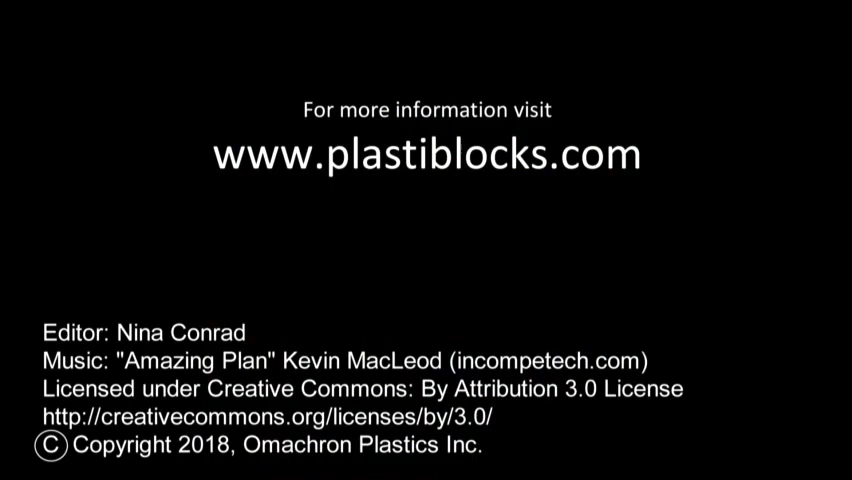 For more information visit
www.plastiblocks.com
Editor: Nina Conrad
Music: "Amazing Plan" Kevin MacLeod (incompetech.com)
Licensed under Creative Commons: By Attribution 3.0 License
http://creativecommons.org/licenses/by/3.0/
© Copyright 2018, Omachron Plastics Inc.